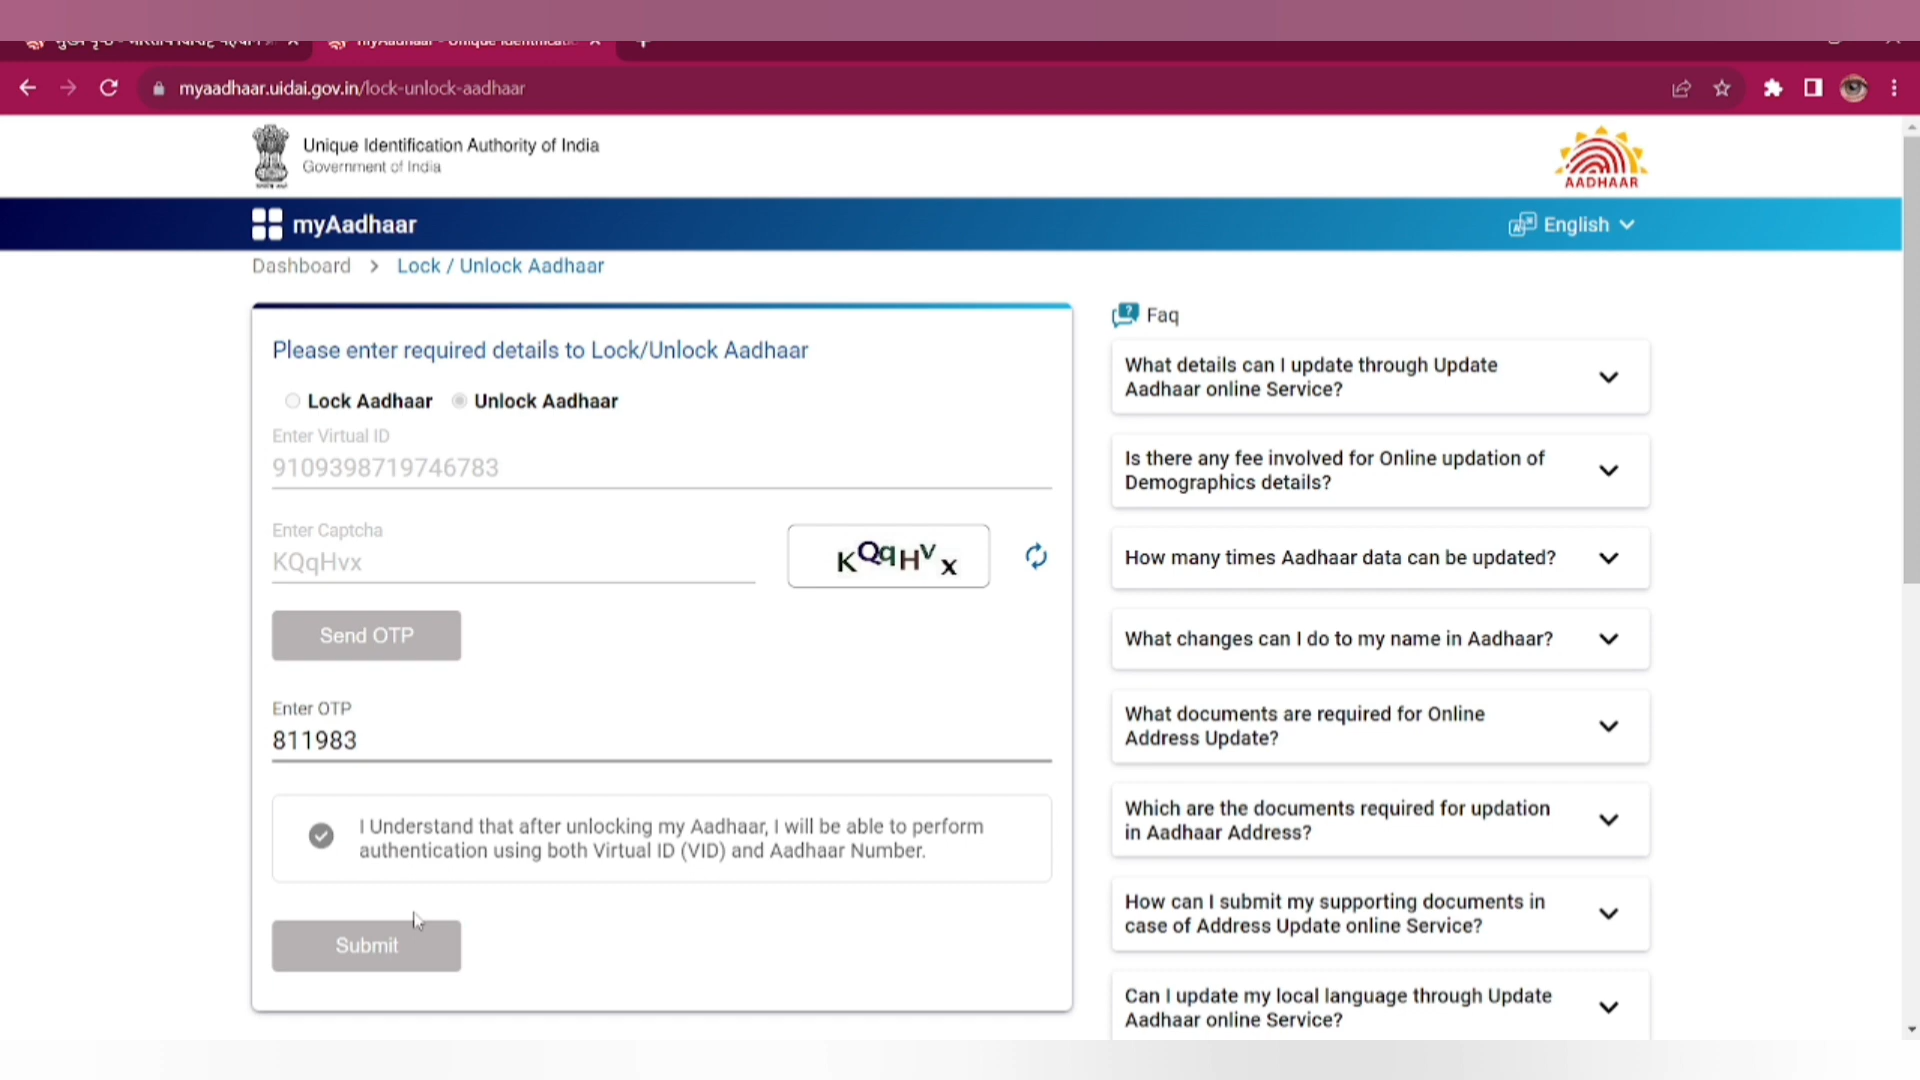 myaadhaar.uidai.gov.in/lock-unlock-aadhaar
Unique Identification Authority of India
Government of India
AADHAAR
myAadhaar
English
Dashboard > Lock / Unlock Aadhaar
Please enter required details to Lock/Unlock Aadhaar
Lock Aadhaar Unlock Aadhaar
Enter Virtual ID
9109398719746783
Enter Captcha
KQqHvx
KQqHVx
Send OTP
Enter OTP
811983
I Understand that after unlocking my Aadhaar, I will be able to perform
authentication using both Virtual ID (VID) and Aadhaar Number.
Submit
Faq
What details can I update through Update
Aadhaar online Service?
Is there any fee involved for Online updation of
Demographics details?
How many times Aadhaar data can be updated?
What changes can I do to my name in Aadhaar?
What documents are required for Online
Address Update?
Which are the documents required for updation
in Aadhaar Address?
How can I submit my supporting documents in
case of Address Update online Service?
Can I update my local language through Update
Aadhaar online Service?